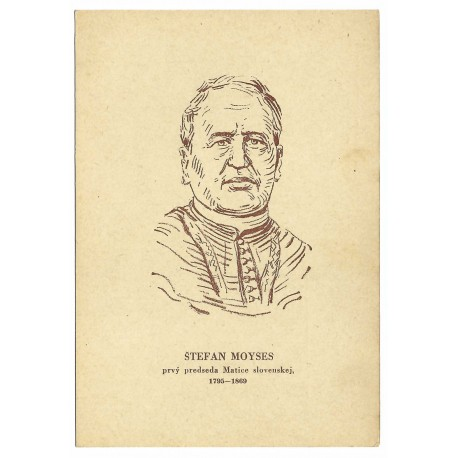 ŠTEFAN MOYSES
prvý predseda Matice slovenskej,
1795—1869